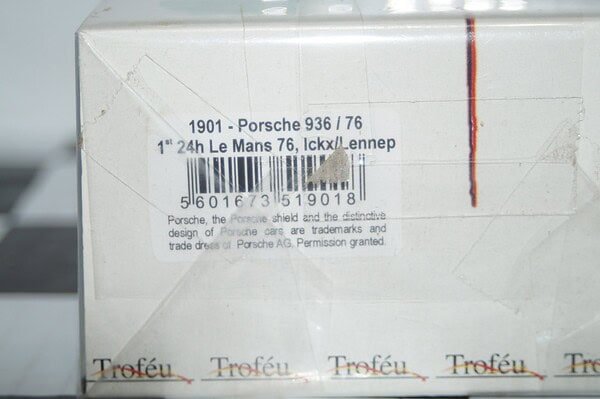 1901 - Porsche 936 / 76
1st 24h Le Mans 76, Ickx/Lennep
5 601673 519018
Porsche, the Porsche shield and the distinctive
design of Porsche cars are trademarks and
trade dress of Porsche AG. Permission granted.
Troféu Troféu Troféu Troféu Tro